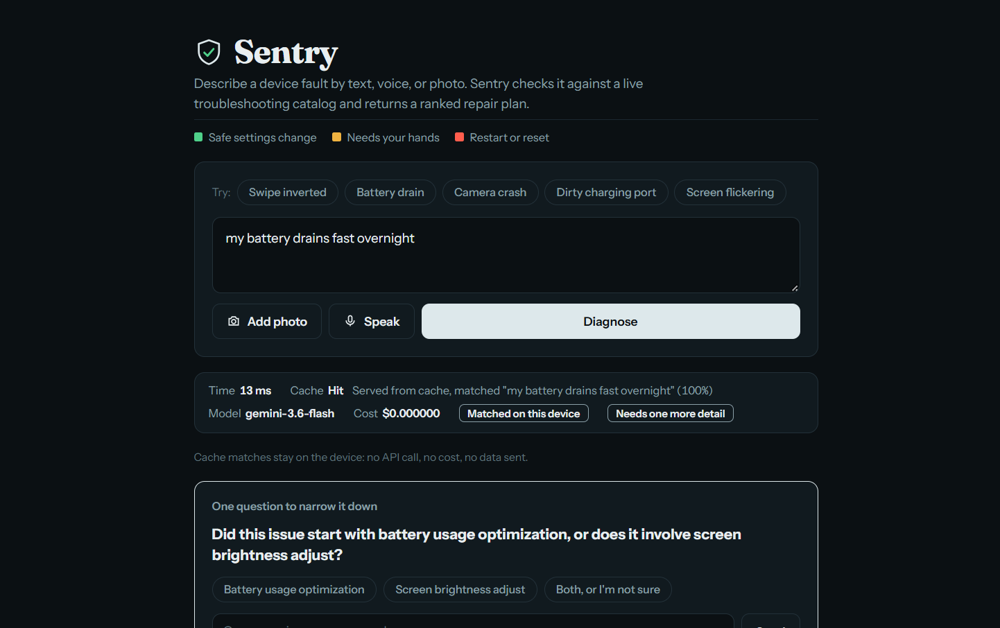 Sentry
Describe a device fault by text, voice, or photo. Sentry checks it against a live
troubleshooting catalog and returns a ranked repair plan.
Safe settings change Needs your hands Restart or reset
Try: Swipe inverted Battery drain Camera crash Dirty charging port Screen flickering
my battery drains fast overnight
Add photo Speak Diagnose
Time 13 ms Cache Hit Served from cache, matched "my battery drains fast overnight" (100%)
Model gemini-3.6-flash Cost $0.000000 Matched on this device Needs one more detail
Cache matches stay on the device: no API call, no cost, no data sent.
One question to narrow it down
Did this issue start with battery usage optimization, or does it involve screen
brightness adjust?
Battery usage optimization Screen brightness adjust Both, or I'm not sure